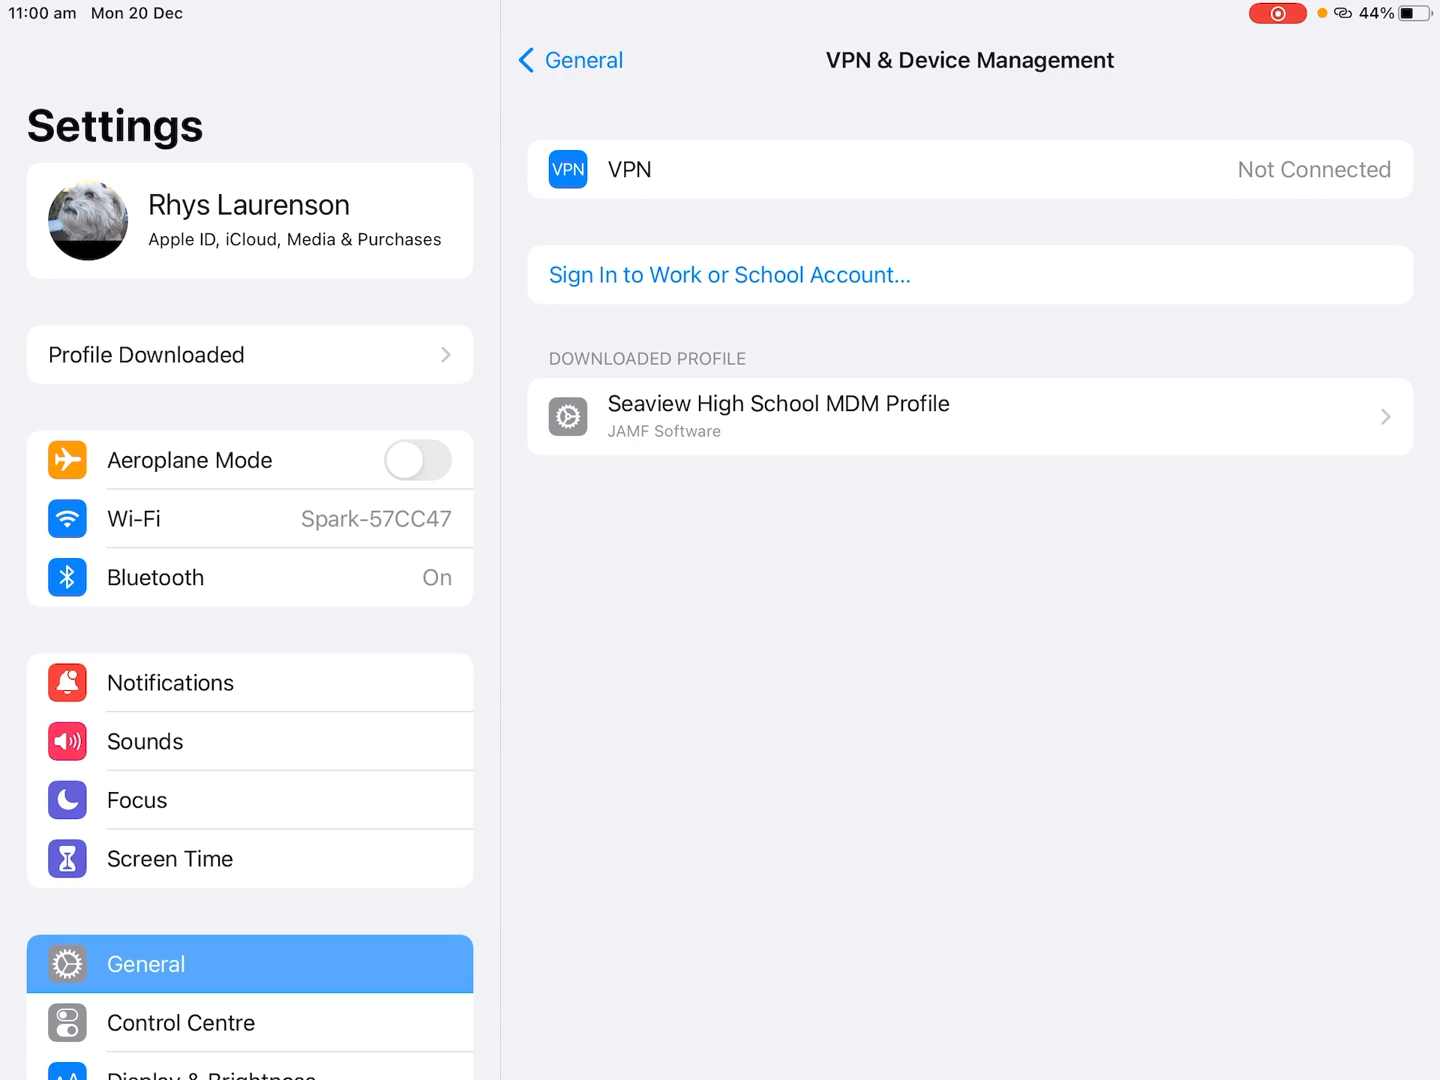 11:00 am Mon 20 Dec
44%
Settings
Rhys Laurenson
Apple ID, iCloud, Media & Purchases
Profile Downloaded
Aeroplane Mode
Wi-Fi Spark-57CC47
Bluetooth On
Notifications
Sounds
Focus
Screen Time
General
Control Centre
Display & Brightness
General
VPN & Device Management
VPN VPN Not Connected
Sign In to Work or School Account...
DOWNLOADED PROFILE
Seaview High School MDM Profile
JAMF Software